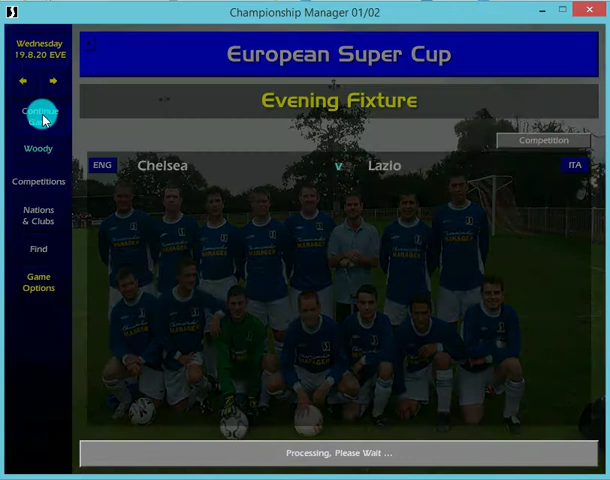 Championship Manager 01/02
Wednesday
19.8.20 EVE
Continue
Woody
Competitions
Nations
& Clubs
Find
Game
Options
European Super Cup
Evening Fixture
Competition
ENG Chelsea v Lazio ITA
Processing, Please Wait ...